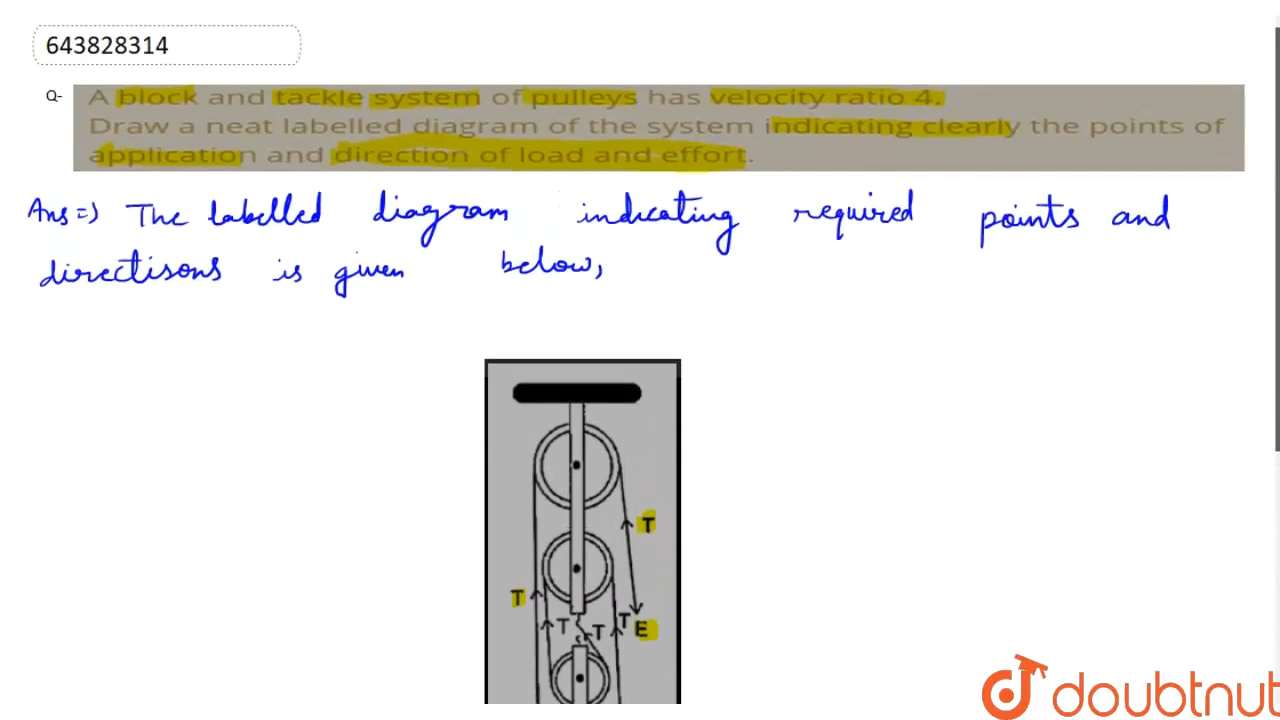 643828314
Q- A block and tackle system of pulleys has velocity ratio 4.
Draw a neat labelled diagram of the system indicating clearly the points of
application and direction of load and effort.
Ans=) The labelled diagram indicating required points and
directisons is given below,
T
T
T T T E
doubtnut